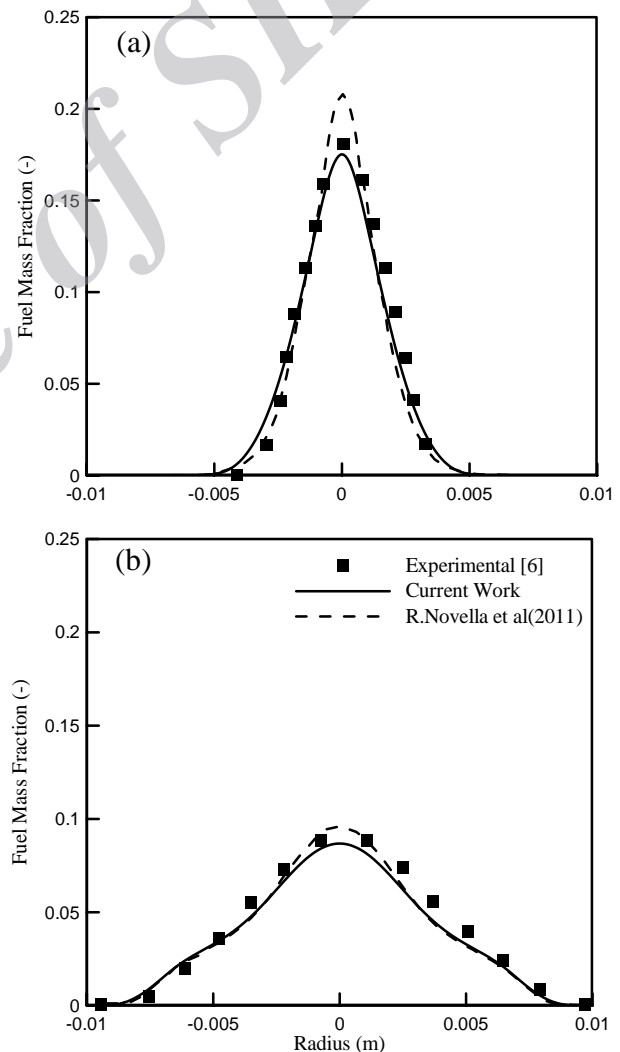 (a)
0.25
0.2
0.15
0.1
0.05
0
Fuel Mass Fraction (-)
-0.01 -0.005 0 0.005 0.01
of
(b)
Experimental [6]
Current Work
R.Novella et al(2011)
0.25
0.2
0.15
0.1
0.05
0
Fuel Mass Fraction (-)
-0.01 -0.005 0 0.005 0.01
Radius (m)